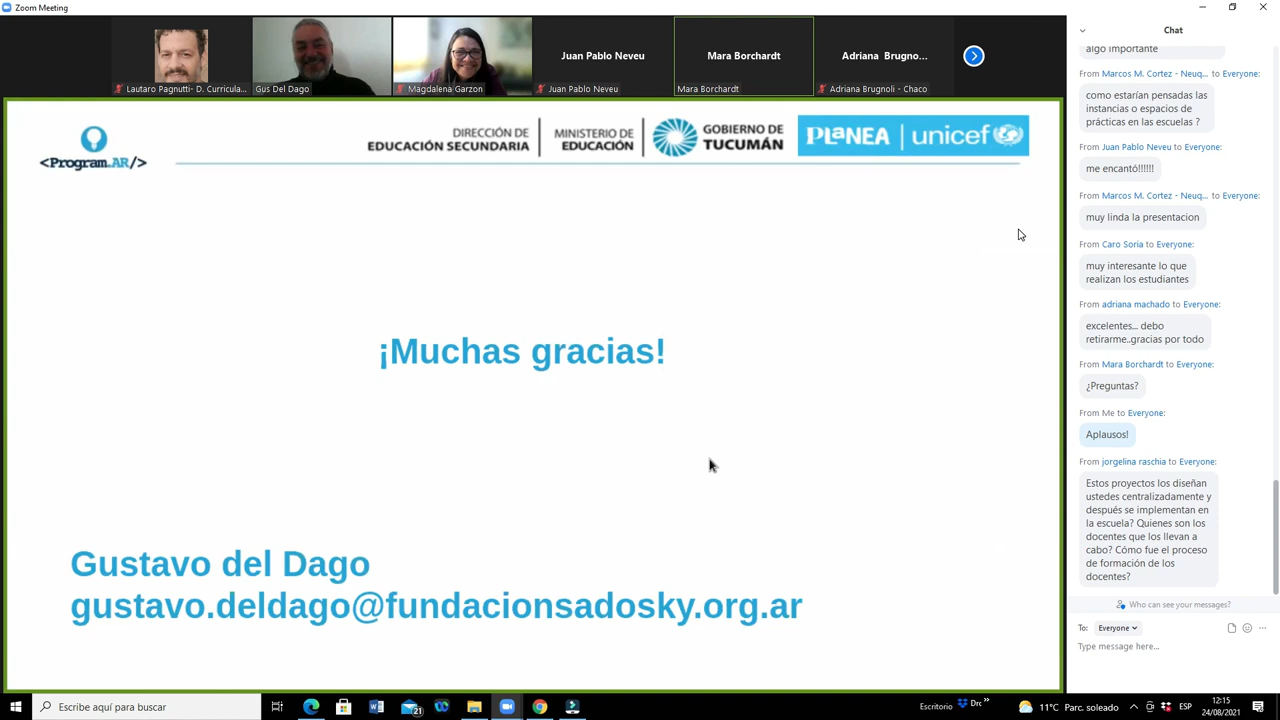 Zoom Meeting
Lautaro Pagnutti- D. Curricula...
Gus Del Dago
Magdalena Garzon
Juan Pablo Neveu
Juan Pablo Neveu
Mara Borchardt
Mara Borchardt
Adriana Brugno...
Adriana Brugnoli - Chaco
<Program.AR/>
DIRECCIÓN DE
EDUCACIÓN SECUNDARIA
MINISTERIO DE
EDUCACIÓN
GOBIERNO DE
TUCUMÁN
PLaNEA
unicef
¡Muchas gracias!
Gustavo del Dago
gustavo.deldago@fundacionsadosky.org.ar
Chat
algo importante
From Marcos M. Cortez - Neuq... to Everyone:
como estarían pensadas las
instancias o espacios de
prácticas en las escuelas ?
From Juan Pablo Neveu to Everyone:
me encantó!!!!!!
From Marcos M. Cortez - Neuq... to Everyone:
muy linda la presentacion
From Caro Soria to Everyone:
muy interesante lo que
realizan los estudiantes
From adriana machado to Everyone:
excelentes... debo
retirarme..gracias por todo
From Mara Borchardt to Everyone:
¿Preguntas?
From Me to Everyone:
Aplausos!
From jorgelina raschia to Everyone:
Estos proyectos los diseñan
ustedes centralizadamente y
después se implementan en
la escuela? Quienes son los
docentes que los llevan a
cabo? Cómo fue el proceso
de formación de los
docentes?
Who can see your messages?
To: Everyone
Type message here...
Escribe aquí para buscar
21
Escritorio
Drc
11°C Parc. soleado
ESP
12:15
24/08/2021